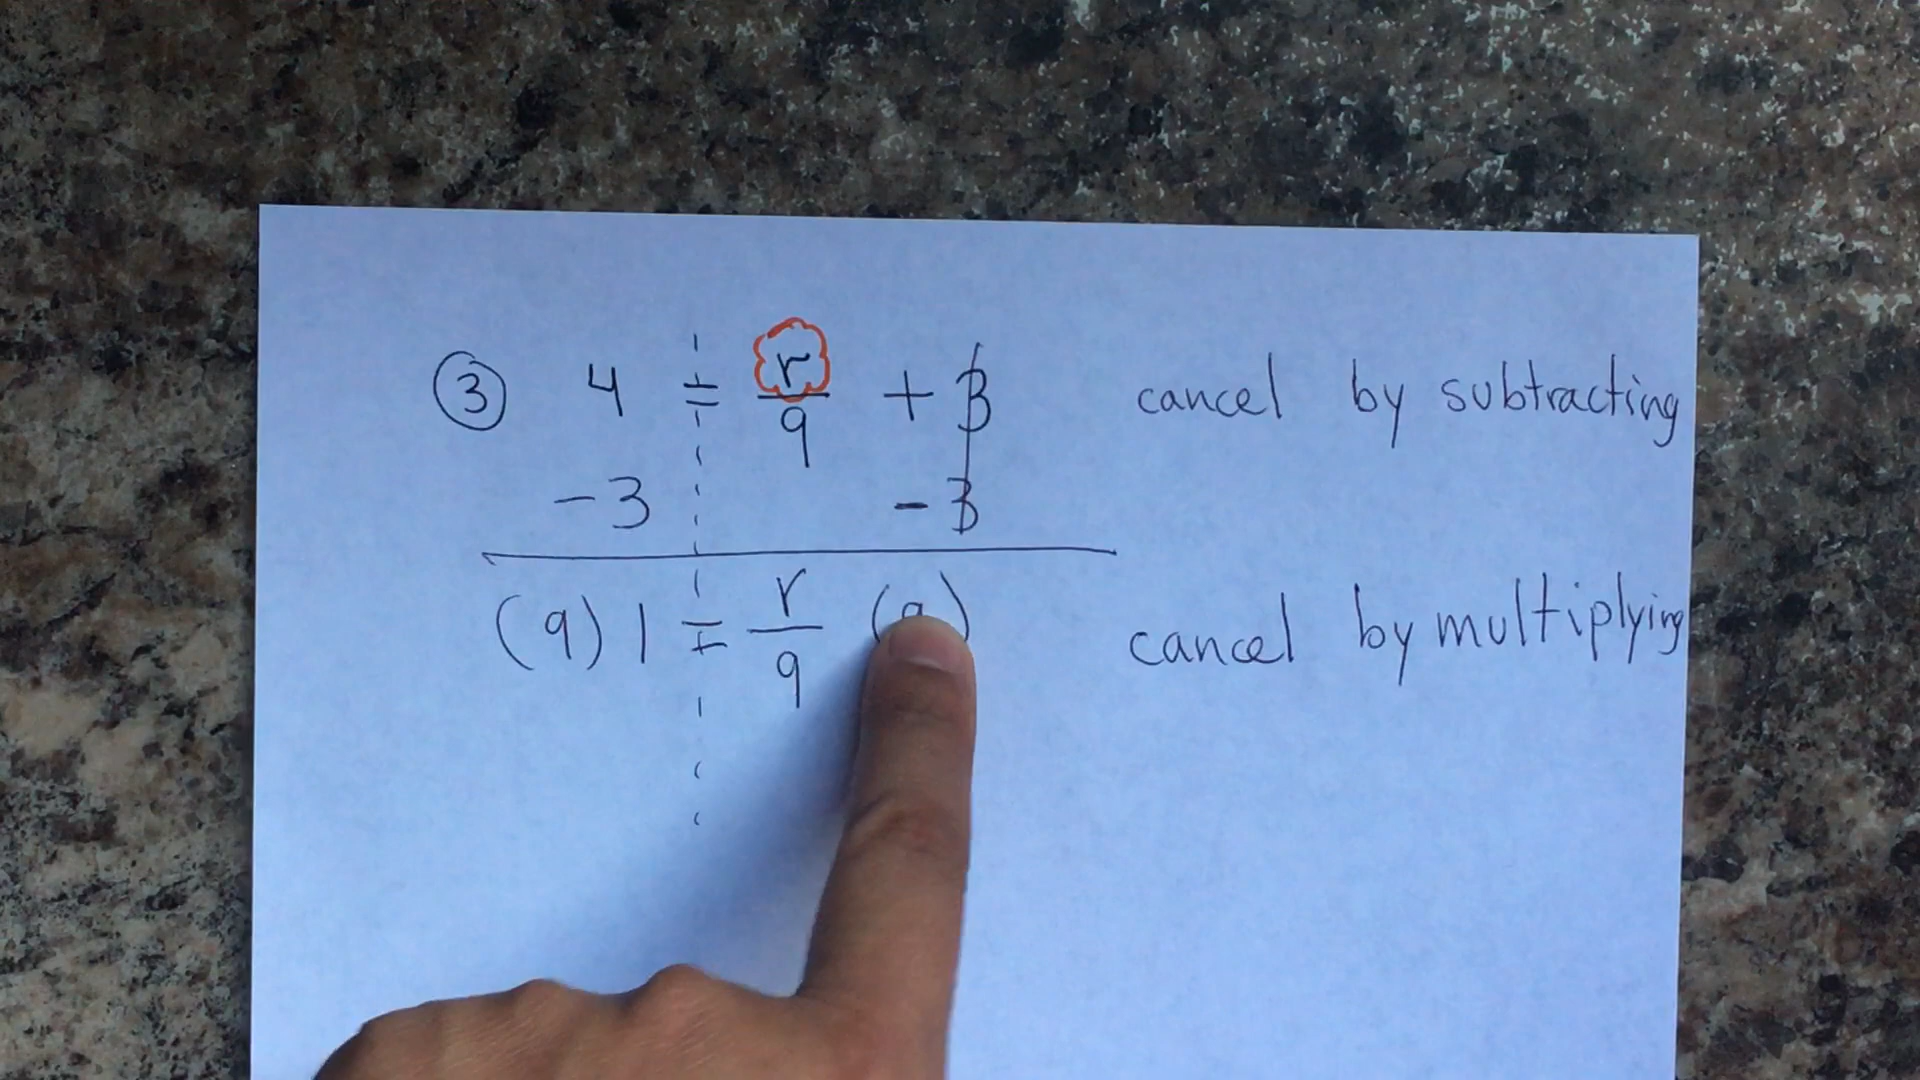 ③ 4 = r/9 + 3 cancel by subtracting
-3 -3
(9) 1 = r/9 (9) cancel by multiplying